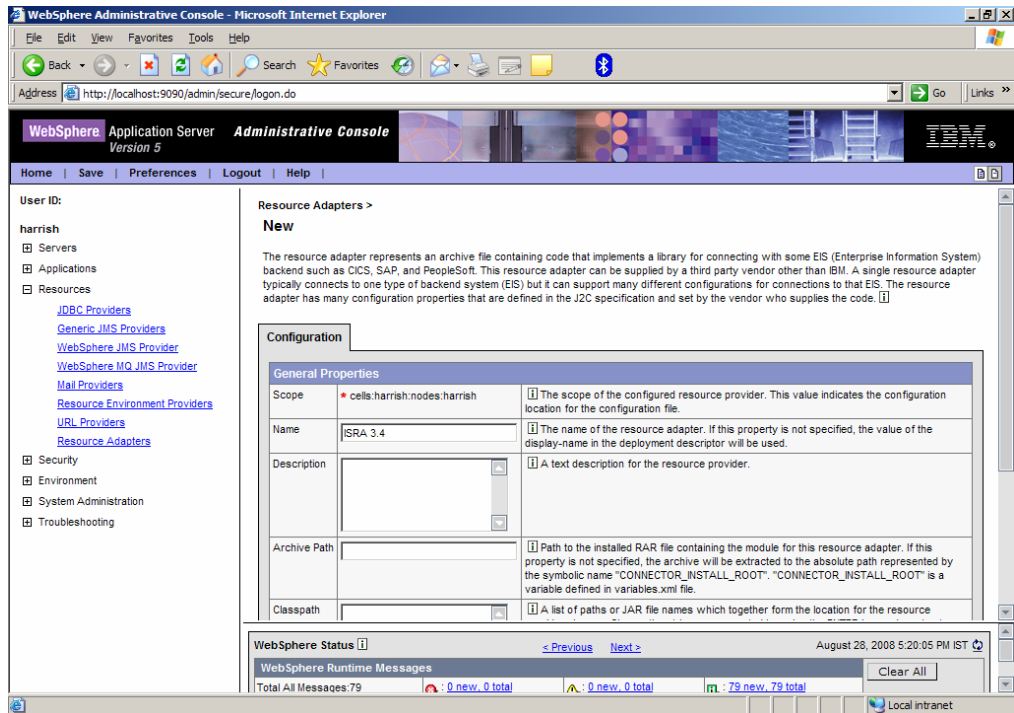 WebSphere Administrative Console - Microsoft Internet Explorer
File Edit View Favorites Tools Help
Back Search Favorites
Address http://localhost:9090/admin/secure/logon.do Go Links »
WebSphere Application Server Administrative Console
Version 5
IBM
Home | Save | Preferences | Logout | Help |
User ID:
harrish
Servers
Applications
Resources
JDBC Providers
Generic JMS Providers
WebSphere JMS Provider
WebSphere MQ JMS Provider
Mail Providers
Resource Environment Providers
URL Providers
Resource Adapters
Security
Environment
System Administration
Troubleshooting
Resource Adapters >
New
The resource adapter represents an archive file containing code that implements a library for connecting with some EIS (Enterprise Information System)
backend such as CICS, SAP, and PeopleSoft. This resource adapter can be supplied by a third party vendor other than IBM. A single resource adapter
typically connects to one type of backend system (EIS) but it can support many different configurations for connections to that EIS. The resource
adapter has many configuration properties that are defined in the J2C specification and set by the vendor who supplies the code. i
Configuration
General Properties
Scope * cells:harrish:nodes:harrish i The scope of the configured resource provider. This value indicates the configuration
location for the configuration file.
Name ISRA 3.4 i The name of the resource adapter. If this property is not specified, the value of the
display-name in the deployment descriptor will be used.
Description i A text description for the resource provider.
Archive Path i Path to the installed RAR file containing the module for this resource adapter. If this
property is not specified, the archive will be extracted to the absolute path represented by
the symbolic name "CONNECTOR_INSTALL_ROOT". "CONNECTOR_INSTALL_ROOT" is a
variable defined in variables.xml file.
Classpath i A list of paths or JAR file names which together form the location for the resource
WebSphere Status i < Previous Next > August 28, 2008 5:20:05 PM IST
WebSphere Runtime Messages Clear All
Total All Messages:79 : 0 new, 0 total : 0 new, 0 total : 79 new, 79 total
Local intranet